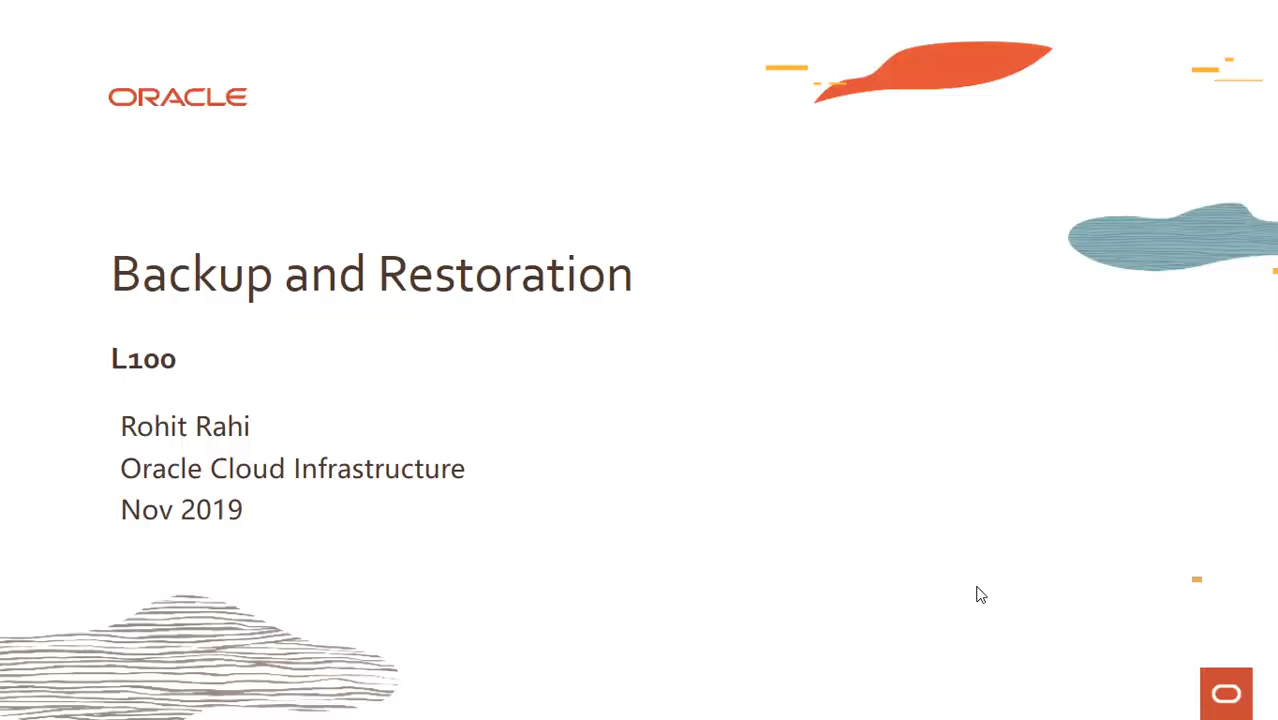 ORACLE
Backup and Restoration
L100
Rohit Rahi
Oracle Cloud Infrastructure
Nov 2019